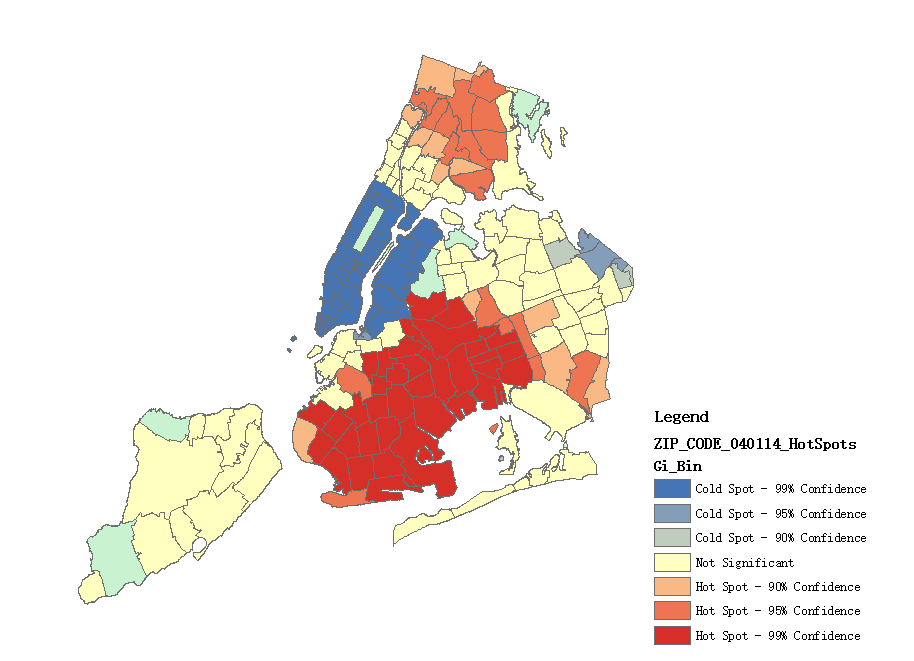 Legend
ZIP_CODE_040114_HotSpots
Gi_Bin
Cold Spot - 99% Confidence
Cold Spot - 95% Confidence
Cold Spot - 90% Confidence
Not Significant
Hot Spot - 90% Confidence
Hot Spot - 95% Confidence
Hot Spot - 99% Confidence